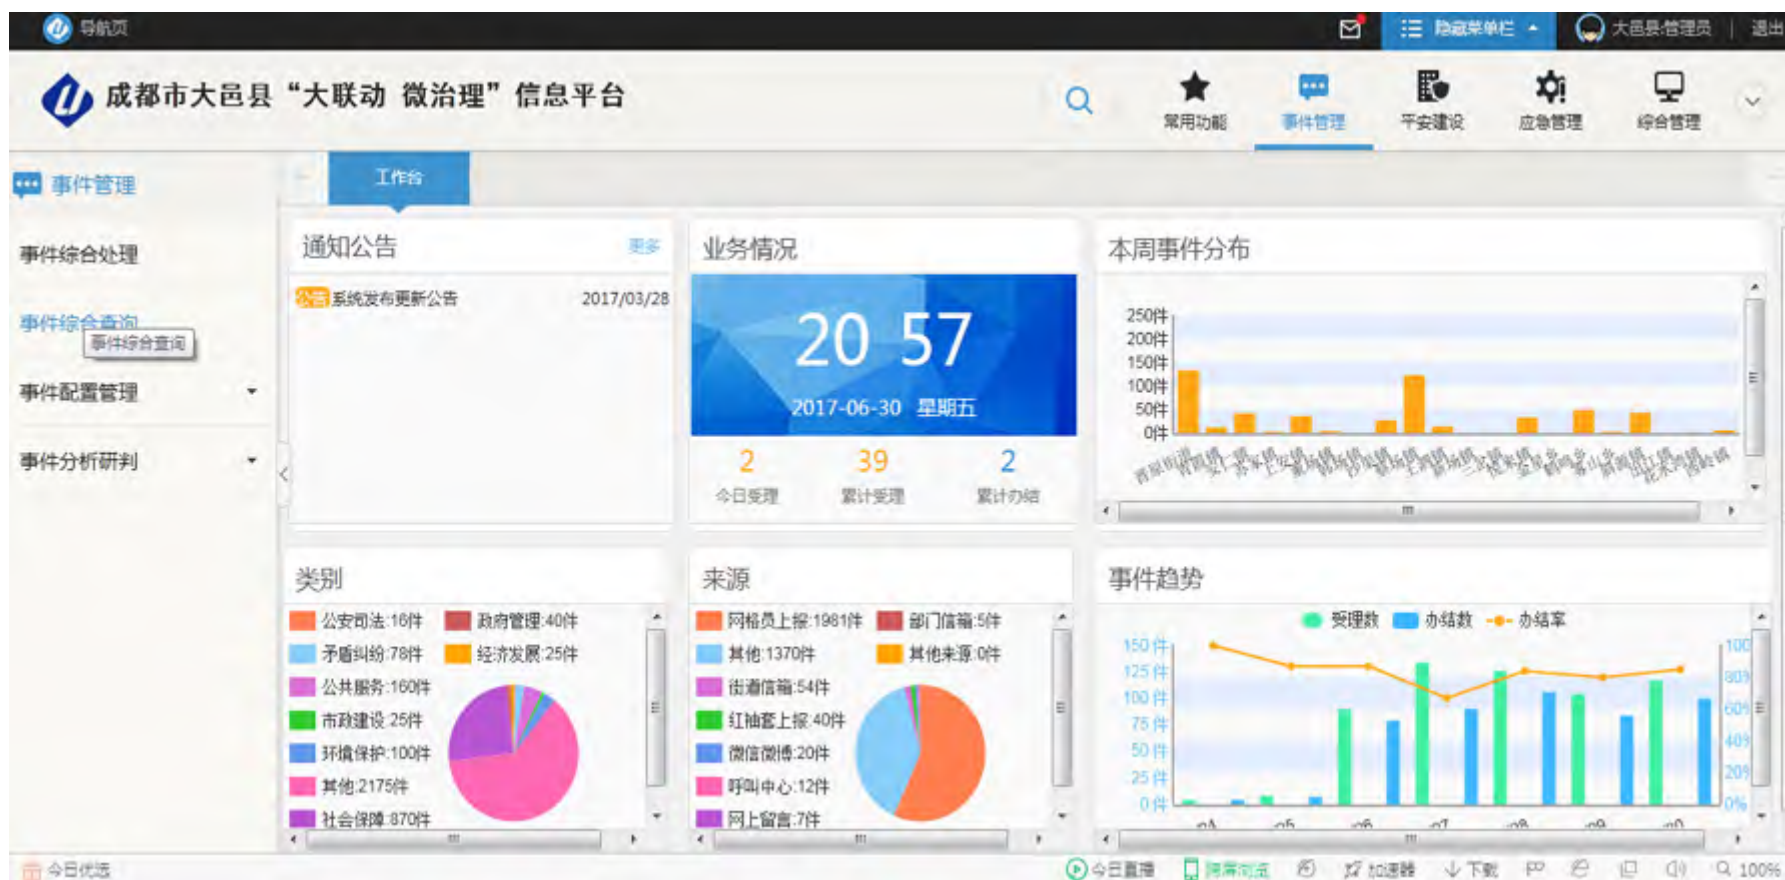 导航页
隐藏菜单栏
大邑县:管理员
退出
成都市大邑县“大联动 微治理”信息平台
常用功能
事件管理
平安建设
应急管理
综合管理
事件管理
事件综合处理
事件综合查询
事件综合查询
事件配置管理
事件分析研判
工作台
通知公告
更多
公告 系统发布更新公告 2017/03/28
业务情况
20 57
2017-06-30 星期五
2 39 2
今日受理 累计受理 累计办结
本周事件分布
250件
200件
150件
100件
50件
0件
类别
公安司法:16件 政府管理:40件
矛盾纠纷:78件 经济发展:25件
公共服务:160件
市政建设:25件
环境保护:100件
其他:2175件
社会保障:870件
来源
网格员上报:1981件 部门信箱:5件
其他:1370件 其他来源:0件
街道信箱:54件
红袖套上报:40件
微信微博:20件
呼叫中心:12件
网上留言:7件
事件趋势
受理数 办结数 办结率
150件 100
125件 80%
100件 60%
75件 40%
50件 20%
25件
0件 0%
今日优选
今日直播
跨屏浏览
加速器
下载
100%